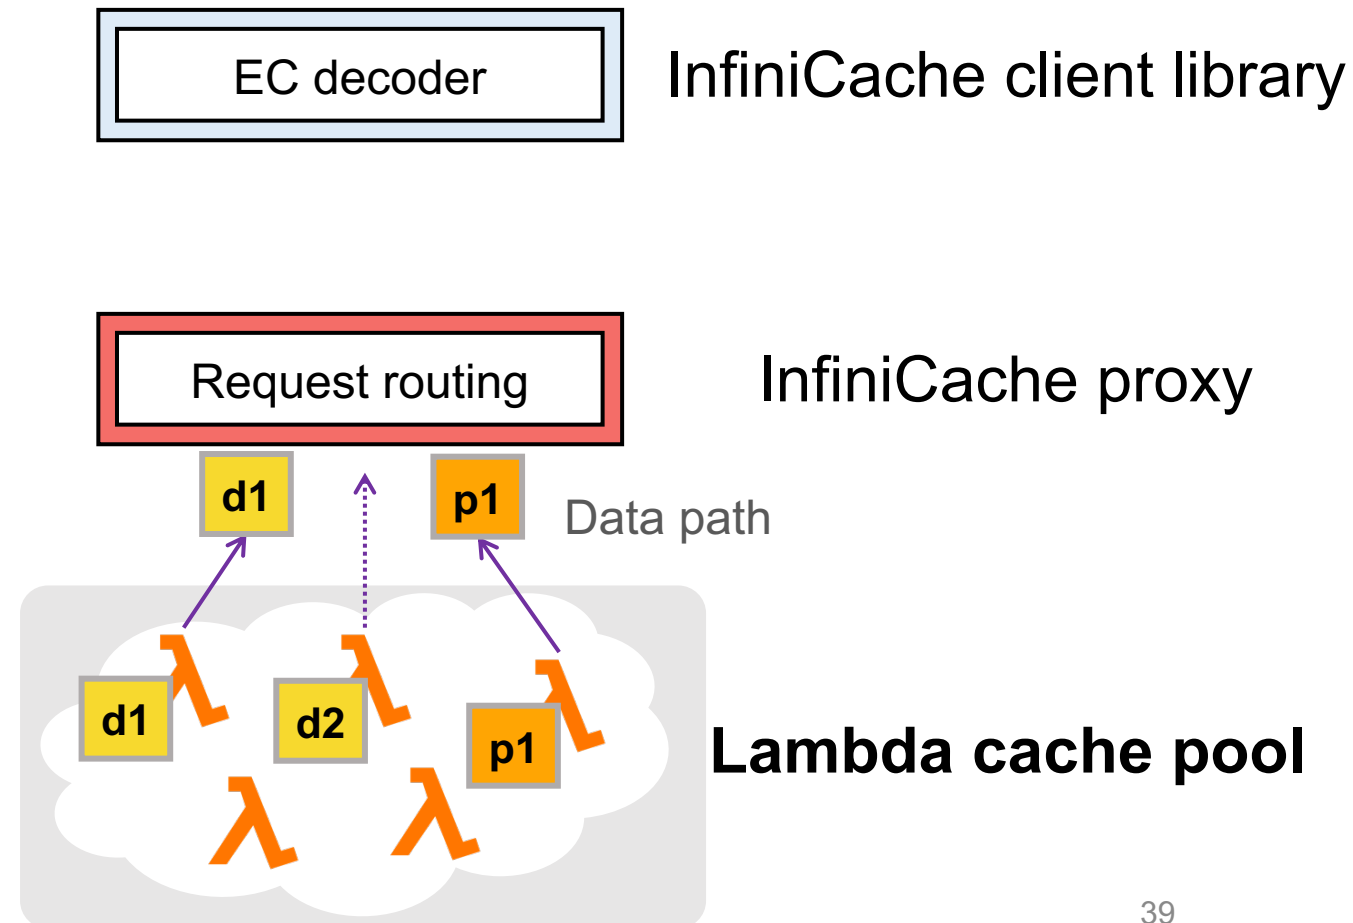 EC decoder
InfiniCache client library
Request routing
InfiniCache proxy
d1
p1
Data path
λ
λ
λ
d1
d2
p1
Lambda cache pool
λ
λ
39